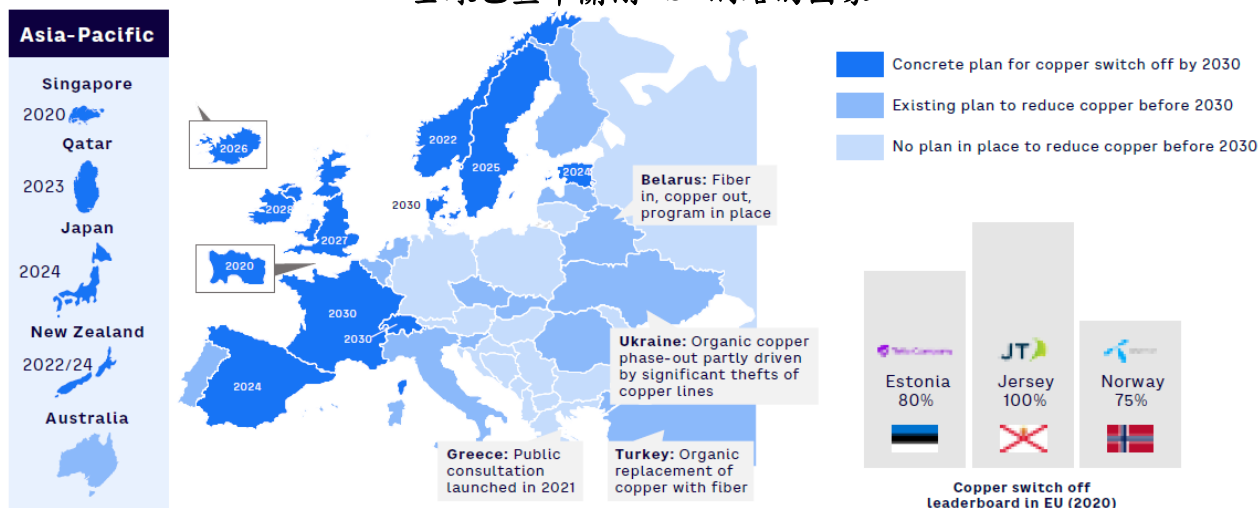 Asia-Pacific
Singapore
2020
Qatar
2023
Japan
2024
New Zealand
2022/24
Australia
2026
2022
2025
2024
2030
2028
2027
2020
2030
2030
2024
Belarus: Fiber
in, copper out,
program in place
Ukraine: Organic copper
phase-out partly driven
by significant thefts of
copper lines
Greece: Public
consultation
launched in 2021
Turkey: Organic
replacement of
copper with fiber
Concrete plan for copper switch off by 2030
Existing plan to reduce copper before 2030
No plan in place to reduce copper before 2030
JT
Estonia
80%
Jersey
100%
Norway
75%
Copper switch off
leaderboard in EU (2020)